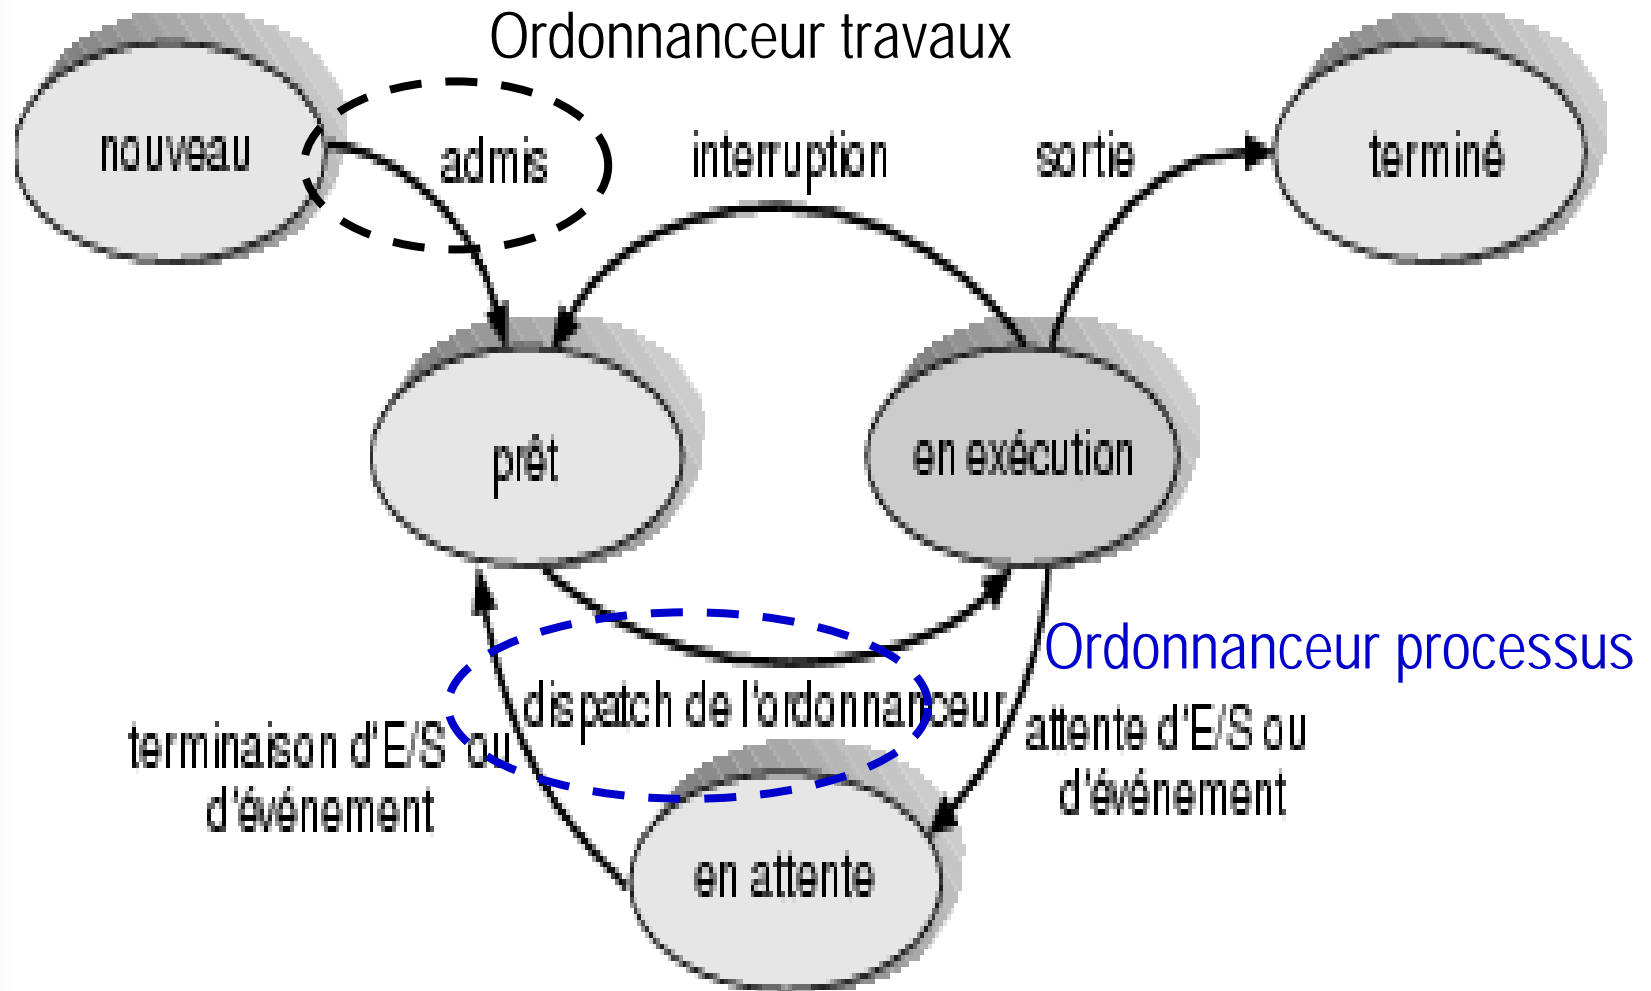 Ordonnanceur travaux
nouveau
admis
interruption
sortie
terminé
prêt
en exécution
Ordonnanceur processus
dispatch de l'ordonnanceur
terminaison d'E/S ou
d'événement
attente d'E/S ou
d'événement
en attente